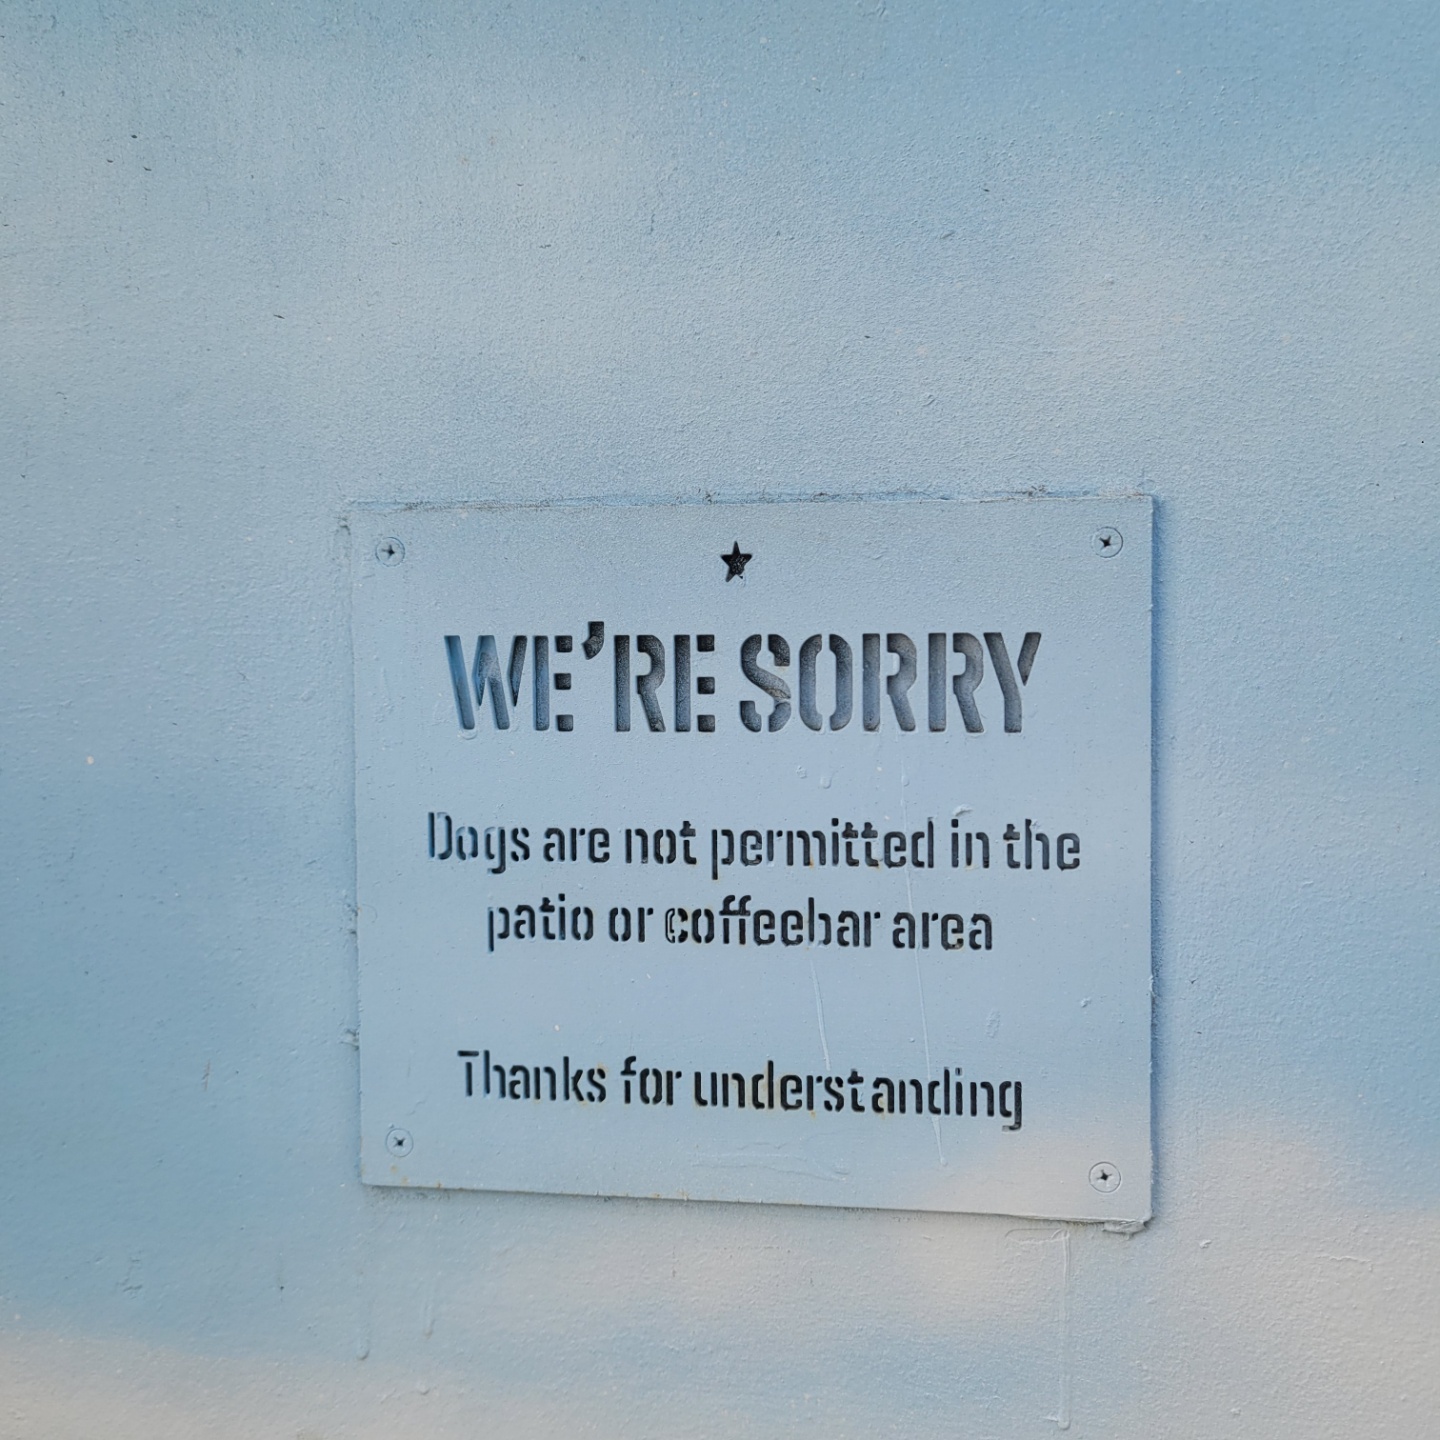 WE'RE SORRY
Dogs are not permitted in the
patio or coffeebar area
Thanks for understanding